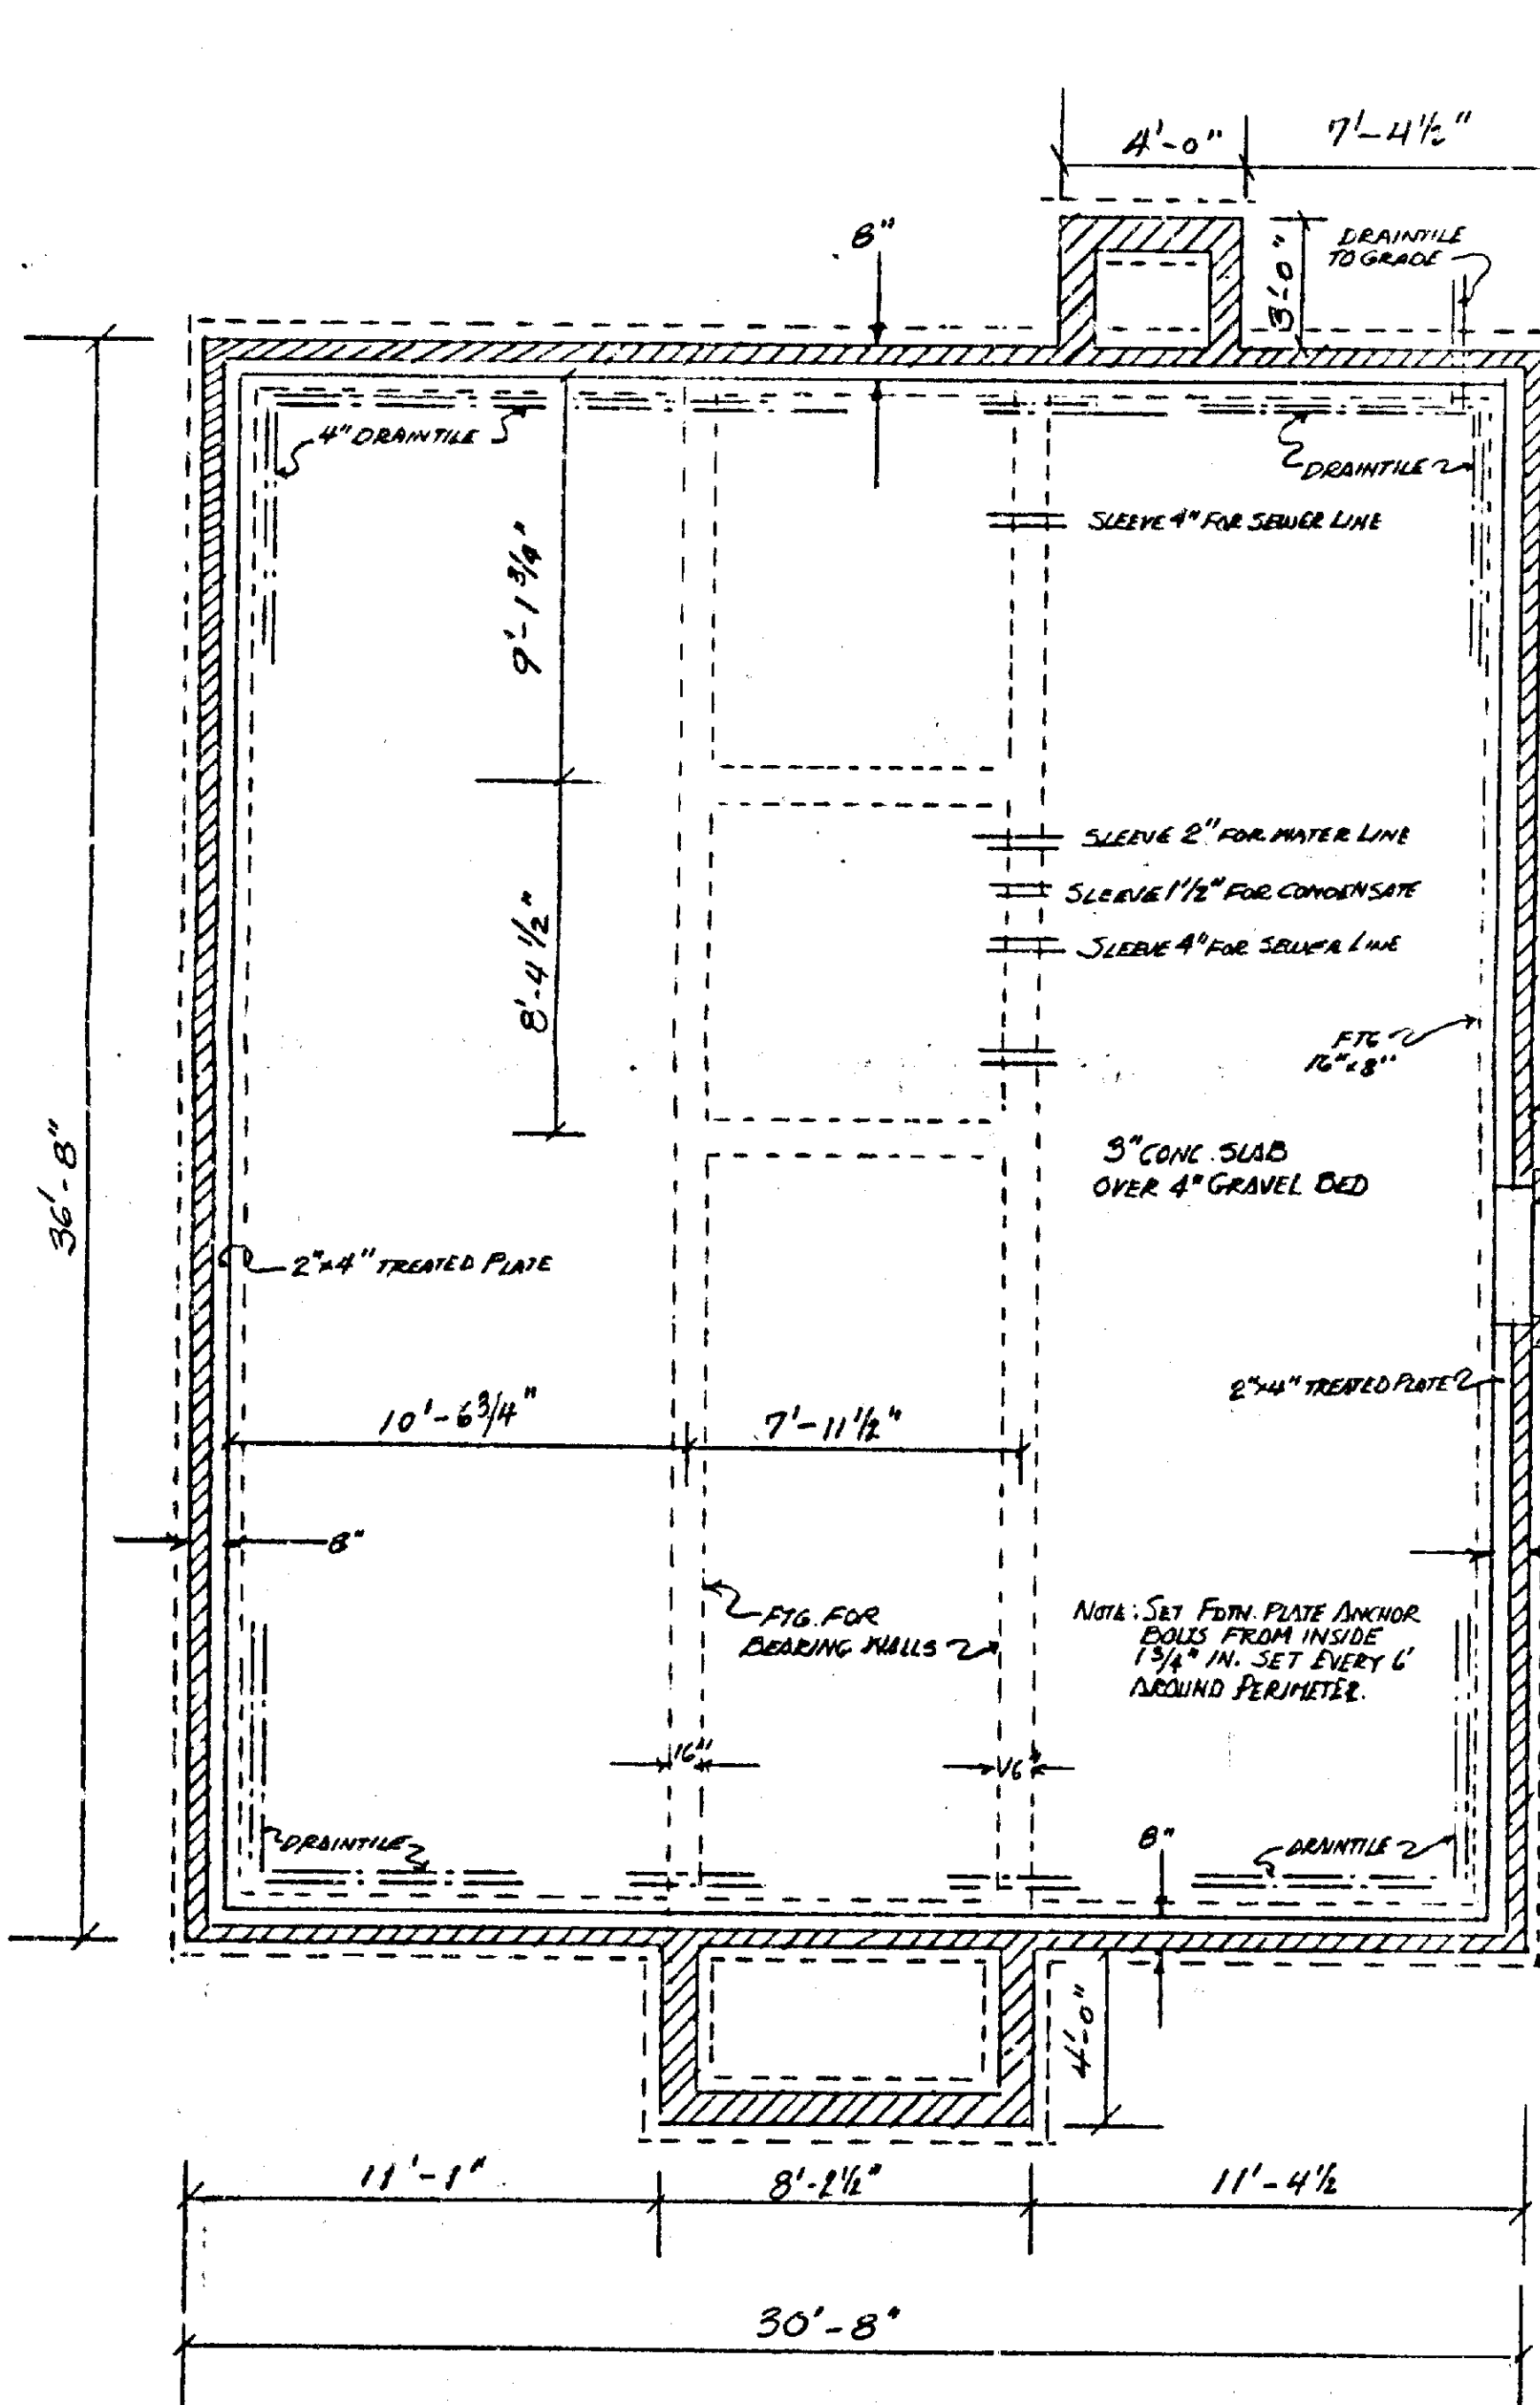 4'-0"
7'-4½"
8"
3'-0"
DRAINTILE
TO GRADE
4" DRAINTILE
DRAINTILE
SLEEVE 4" FOR SEWER LINE
9'-1¾"
SLEEVE 2" FOR WATER LINE
SLEEVE 1½" FOR CONDENSATE
SLEEVE 4" FOR SEWER LINE
8'-4½"
FTG
16"x8"
36'-8"
3" CONC. SLAB
OVER 4" GRAVEL BED
2"x4" TREATED PLATE
2"x4" TREATED PLATE
10'-6¾"
7'-11½"
8"
FTG. FOR
BEARING WALLS
NOTE: SET FDTN. PLATE ANCHOR
BOLTS FROM INSIDE
1¾" IN. SET EVERY 6'
AROUND PERIMETER.
16"
16"
DRAINTILE
8"
DRAINTILE
4'-0"
11'-1"
8'-2½"
11'-4½
30'-8"